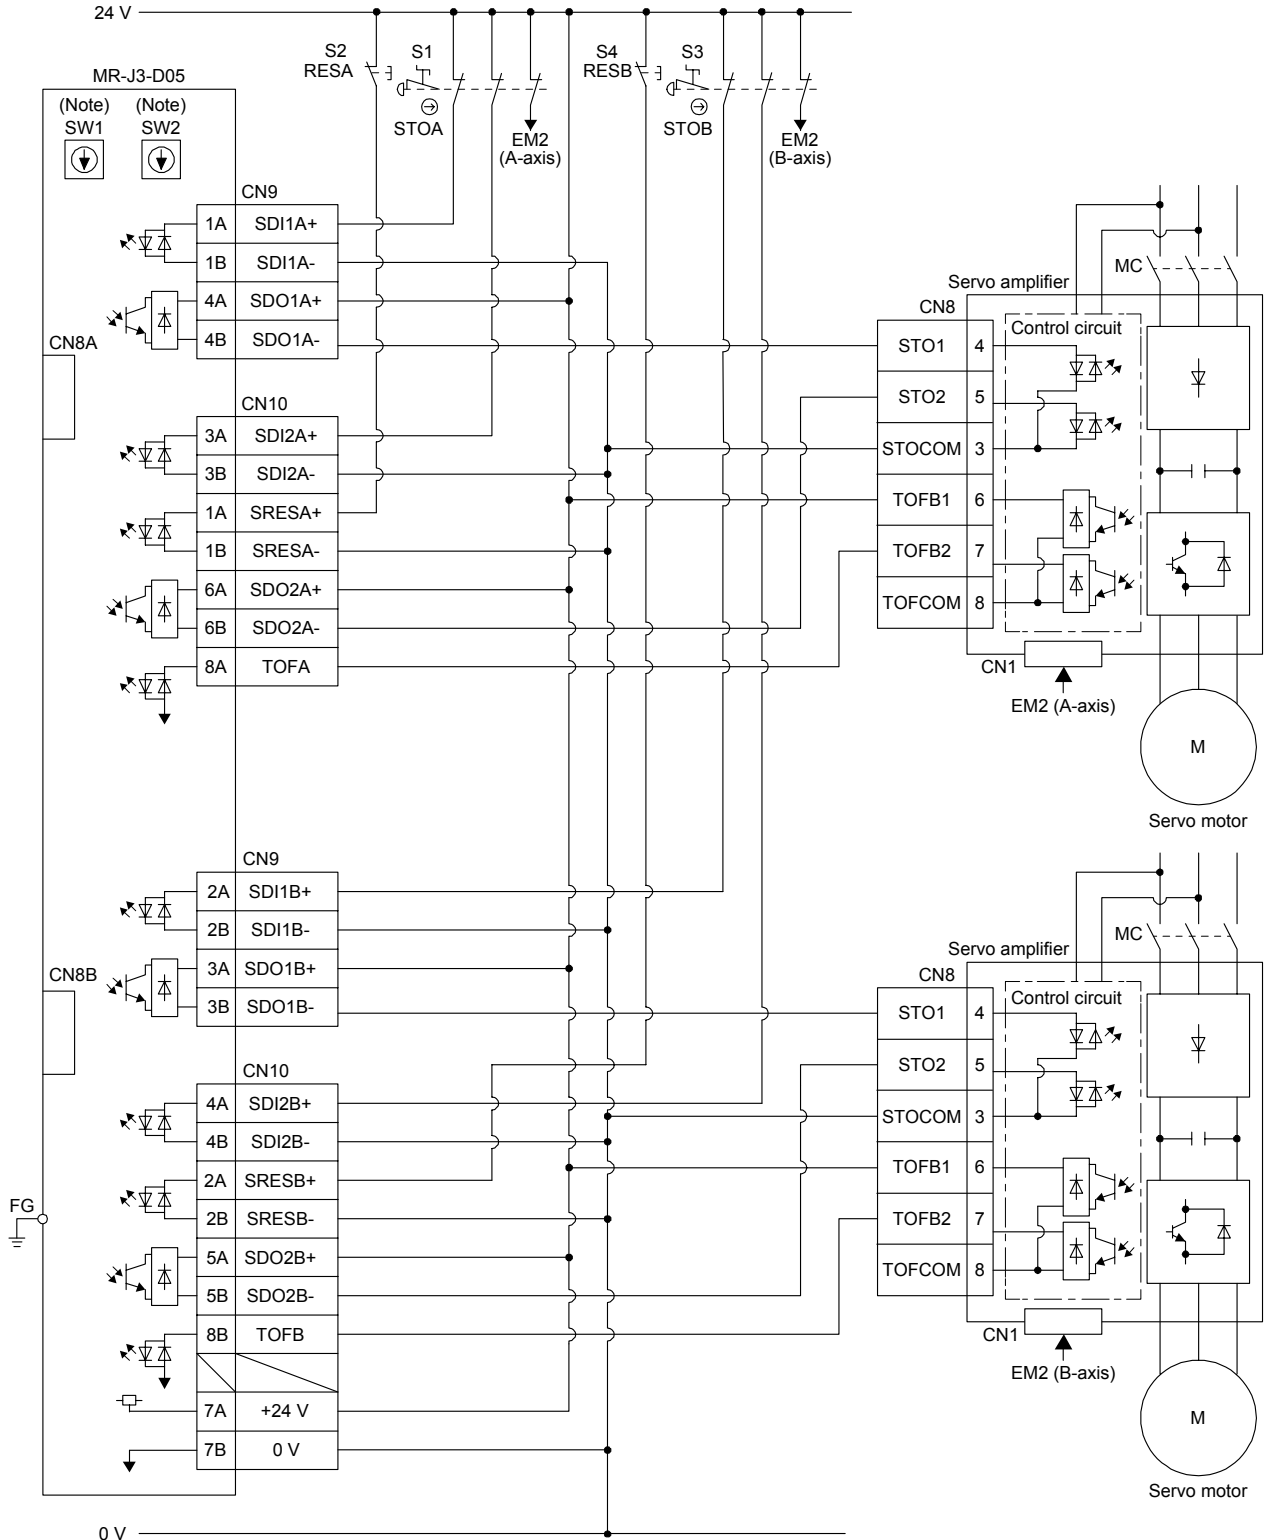 24 V
S2
RESA
S1
STOA
EM2
(A-axis)
S4
RESB
S3
STOB
EM2
(B-axis)
MR-J3-D05
(Note)
SW1
(Note)
SW2
CN9
1A SDI1A+
1B SDI1A-
4A SDO1A+
4B SDO1A-
CN8A
CN10
3A SDI2A+
3B SDI2A-
1A SRESA+
1B SRESA-
6A SDO2A+
6B SDO2A-
8A TOFA
MC
Servo amplifier
CN8
Control circuit
STO1 4
STO2 5
STOCOM 3
TOFB1 6
TOFB2 7
TOFCOM 8
CN1
EM2 (A-axis)
M
Servo motor
CN9
2A SDI1B+
2B SDI1B-
3A SDO1B+
3B SDO1B-
CN8B
CN10
4A SDI2B+
4B SDI2B-
2A SRESB+
2B SRESB-
5A SDO2B+
5B SDO2B-
8B TOFB
7A +24 V
7B 0 V
FG
MC
Servo amplifier
CN8
Control circuit
STO1 4
STO2 5
STOCOM 3
TOFB1 6
TOFB2 7
TOFCOM 8
CN1
EM2 (B-axis)
M
Servo motor
0 V